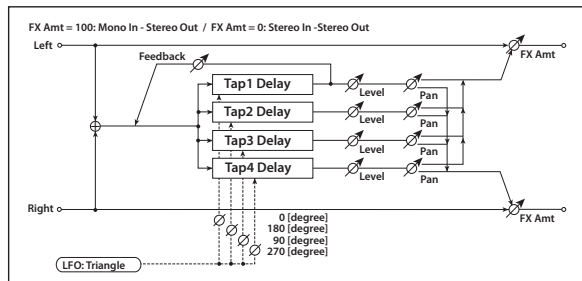 FX Amt = 100: Mono In - Stereo Out / FX Amt = 0: Stereo In -Stereo Out
Left
FX Amt
Feedback
Tap1 Delay
Level
Pan
Tap2 Delay
Level
Pan
Tap3 Delay
Level
Pan
Tap4 Delay
Level
Pan
Right
FX Amt
0 [degree]
180 [degree]
90 [degree]
270 [degree]
LFO: Triangle